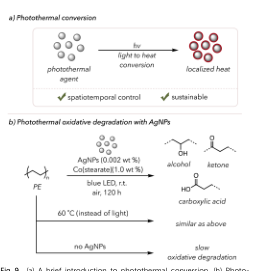 a) Photothermal conversion
hν
light to heat
conversion
photothermal
agent
localized heat
spatiotemporal control
sustainable
b) Photothermal oxidative degradation with AgNPs
AgNPs (0.002 wt %)
Co(stearate)(1.0 wt %)
blue LED, r.t.
air, 120 h
PE
n
OH
alcohol
O
ketone
O
HO
carboxylic acid
60 °C (instead of light)
similar as above
no AgNPs
slow
oxidative degradation
Fig. 9 (a) A brief introduction to photothermal conversion. (b) Photo-